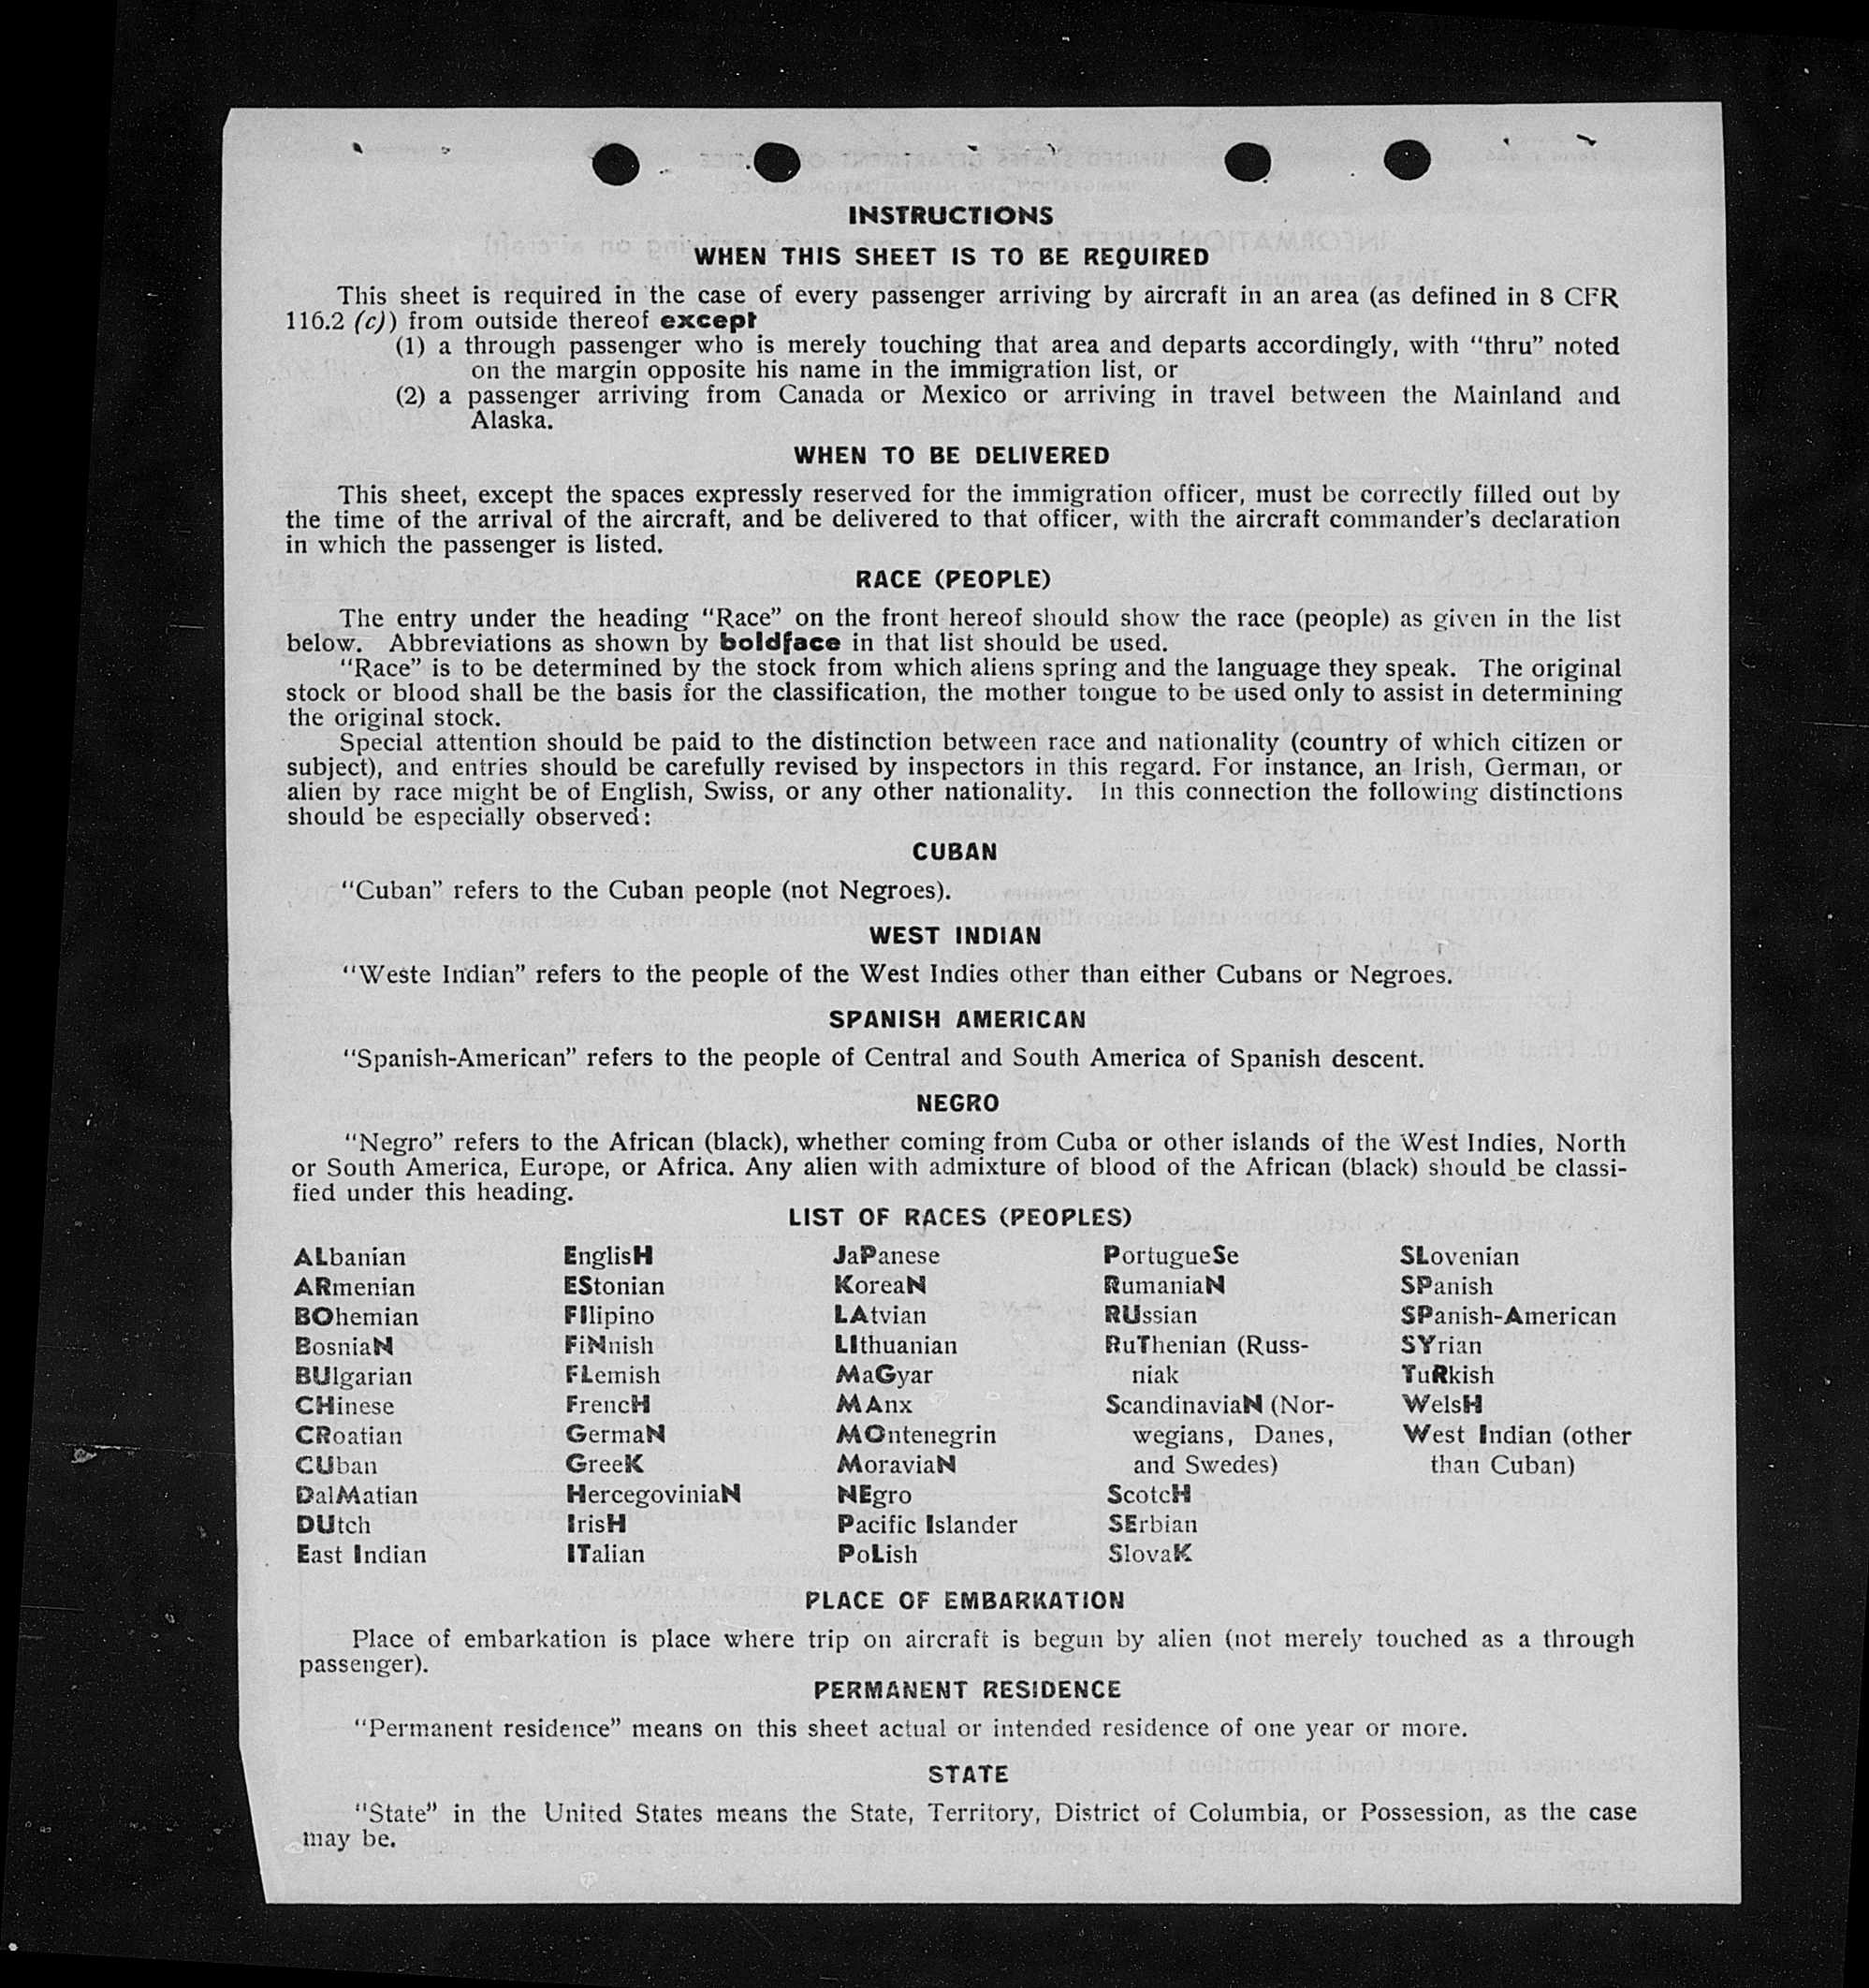 INSTRUCTIONS
WHEN THIS SHEET IS TO BE REQUIRED
This sheet is required in the case of every passenger arriving by aircraft in an area (as defined in 8 CFR
116.2 (c)) from outside thereof except
(1) a through passenger who is merely touching that area and departs accordingly, with "thru" noted
on the margin opposite his name in the immigration list, or
(2) a passenger arriving from Canada or Mexico or arriving in travel between the Mainland and
Alaska.
WHEN TO BE DELIVERED
This sheet, except the spaces expressly reserved for the immigration officer, must be correctly filled out by
the time of the arrival of the aircraft, and be delivered to that officer, with the aircraft commander's declaration
in which the passenger is listed.
RACE (PEOPLE)
The entry under the heading "Race" on the front hereof should show the race (people) as given in the list
below. Abbreviations as shown by boldface in that list should be used.
"Race" is to be determined by the stock from which aliens spring and the language they speak. The original
stock or blood shall be the basis for the classification, the mother tongue to be used only to assist in determining
the original stock.
Special attention should be paid to the distinction between race and nationality (country of which citizen or
subject), and entries should be carefully revised by inspectors in this regard. For instance, an Irish, German, or
alien by race might be of English, Swiss, or any other nationality. In this connection the following distinctions
should be especially observed:
CUBAN
"Cuban" refers to the Cuban people (not Negroes).
WEST INDIAN
"Weste Indian" refers to the people of the West Indies other than either Cubans or Negroes.
SPANISH AMERICAN
"Spanish-American" refers to the people of Central and South America of Spanish descent.
NEGRO
"Negro" refers to the African (black), whether coming from Cuba or other islands of the West Indies, North
or South America, Europe, or Africa. Any alien with admixture of blood of the African (black) should be classi-
fied under this heading.
LIST OF RACES (PEOPLES)
ALbanian
ARmenian
BOhemian
BosniaN
BUlgarian
CHinese
CRoatian
CUban
DalMatian
DUtch
East Indian
EnglisH
EStonian
FIlipino
FiNnish
FLemish
FrencH
GermaN
GreeK
HercegoviniaN
IrisH
ITalian
JaPanese
KoreaN
LAtvian
LIthuanian
MaGyar
MAnx
MOntenegrin
MoraviaN
NEgro
Pacific Islander
PoLish
PortugueSe
RumaniaN
RUssian
RuThenian (Russ-
niak
ScandinaviaN (Nor-
wegians, Danes,
and Swedes)
ScotcH
SErbian
SlovaK
SLovenian
SPanish
SPanish-American
SYrian
TuRkish
WelsH
West Indian (other
than Cuban)
PLACE OF EMBARKATION
Place of embarkation is place where trip on aircraft is begun by alien (not merely touched as a through
passenger).
PERMANENT RESIDENCE
"Permanent residence" means on this sheet actual or intended residence of one year or more.
STATE
"State" in the United States means the State, Territory, District of Columbia, or Possession, as the case
may be.